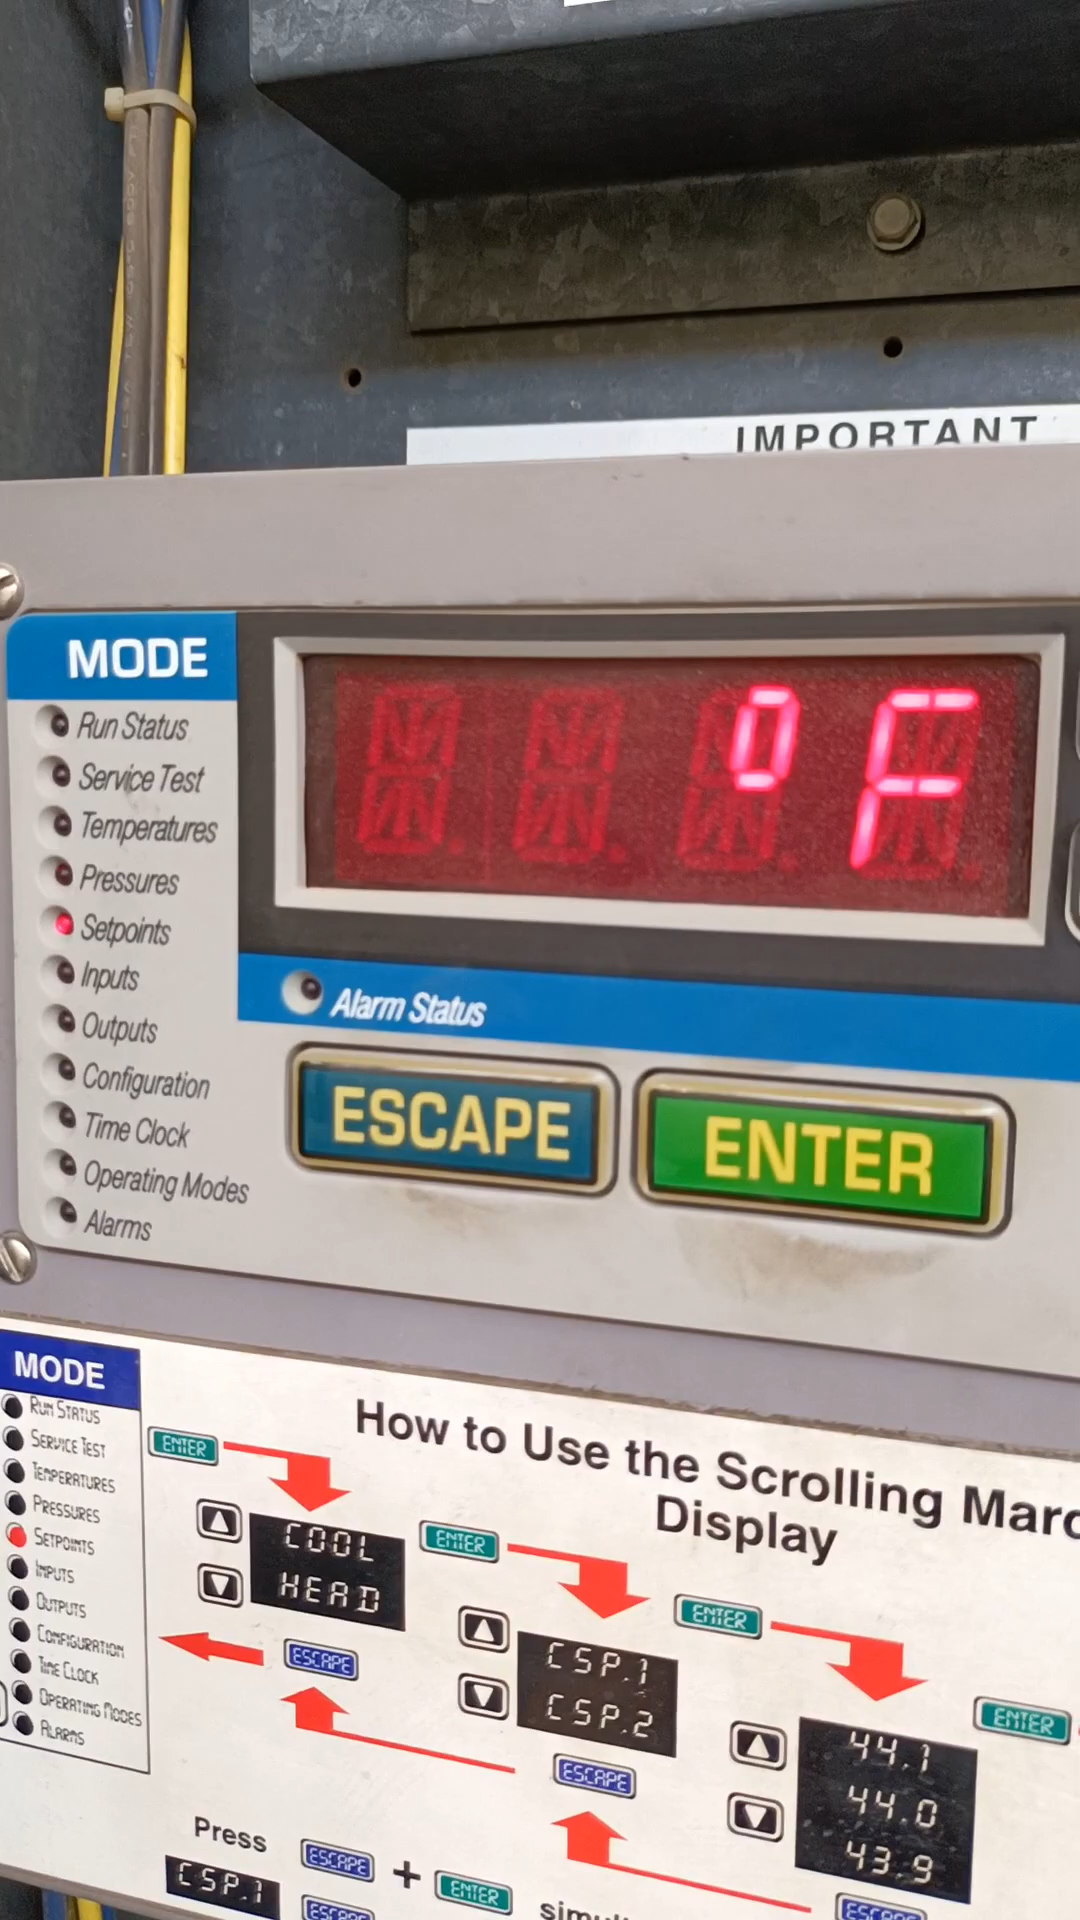 IMPORTANT
MODE
Run Status
Service Test
Temperatures
Pressures
Setpoints
Inputs
Outputs
Configuration
Time Clock
Operating Modes
Alarms
°F
Alarm Status
ESCAPE
ENTER
MODE
RUN STATUS
SERVICE TEST
TEMPERATURES
PRESSURES
SETPOINTS
INPUTS
OUTPUTS
CONFIGURATION
TIME CLOCK
OPERATING MODES
ALARMS
How to Use the Scrolling Marq
Display
ENTER
COOL
HEAD
ENTER
CSP.1
CSP.2
ENTER
44.1
44.0
43.9
ENTER
ESCAPE
ESCAPE
ESCAPE
Press
CSP.1
ESCAPE + ENTER
ESCAPE